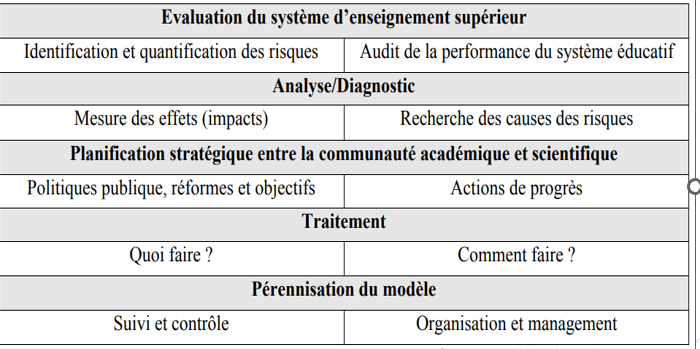 Evaluation du système d'enseignement supérieur
Identification et quantification des risques
Audit de la performance du système éducatif
Analyse/Diagnostic
Mesure des effets (impacts)
Recherche des causes des risques
Planification stratégique entre la communauté académique et scientifique
Politiques publique, réformes et objectifs
Actions de progrès
Traitement
Quoi faire ?
Comment faire ?
Pérennisation du modèle
Suivi et contrôle
Organisation et management